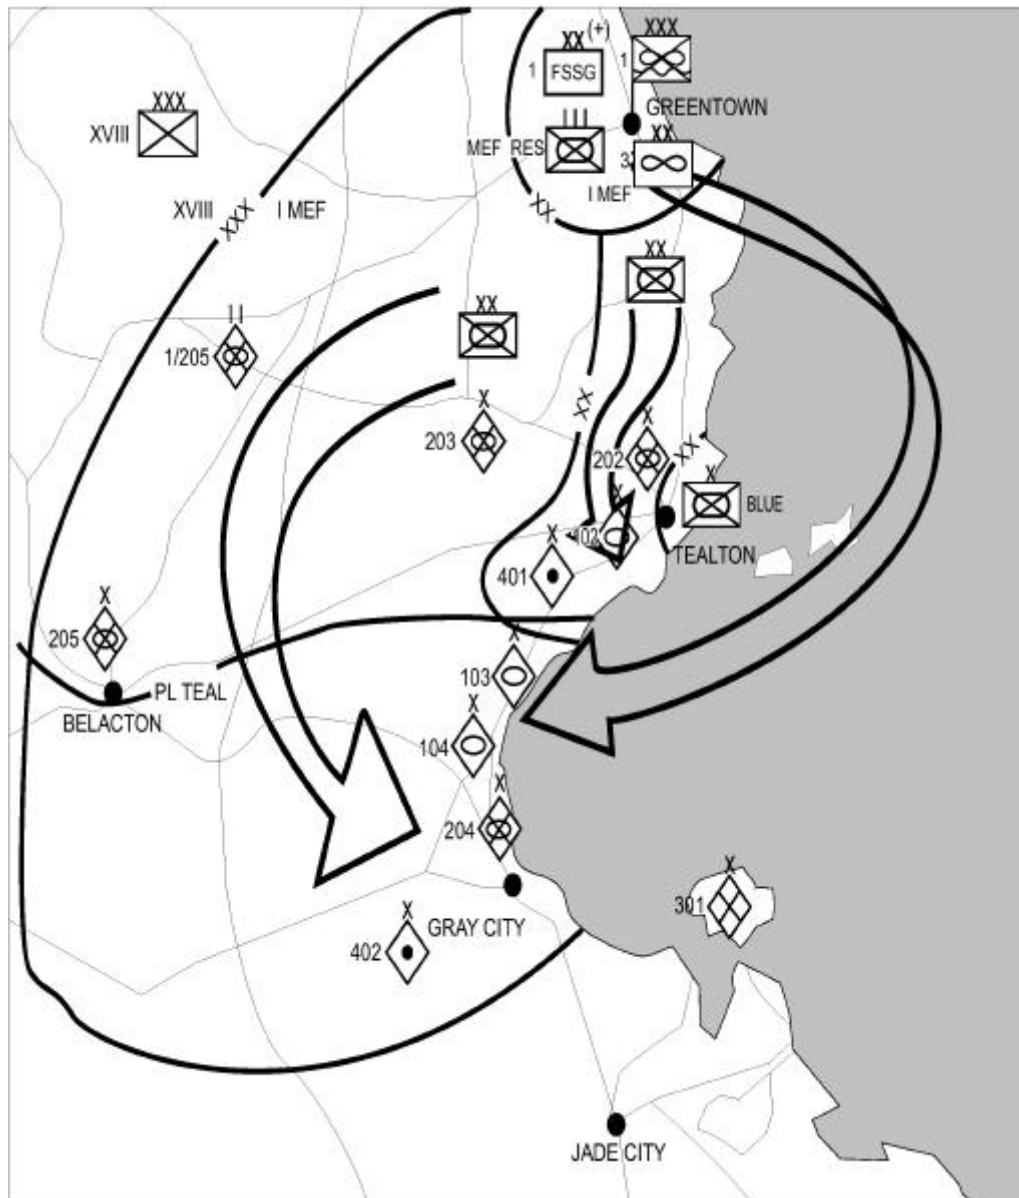 XX (+)
XXX
1 FSSG
1
GREENTOWN
XXX
XVIII
III
MEF RES
XX
3
I MEF
XVIII XXX I MEF
XX
XX
XX
II
1/205
XX
X
203
X
202
XX
X
BLUE
X
102
TEALTON
X
401
X
205
X
103
PL TEAL
BELACTON
X
104
X
204
X
301
GRAY CITY
X
402
JADE CITY